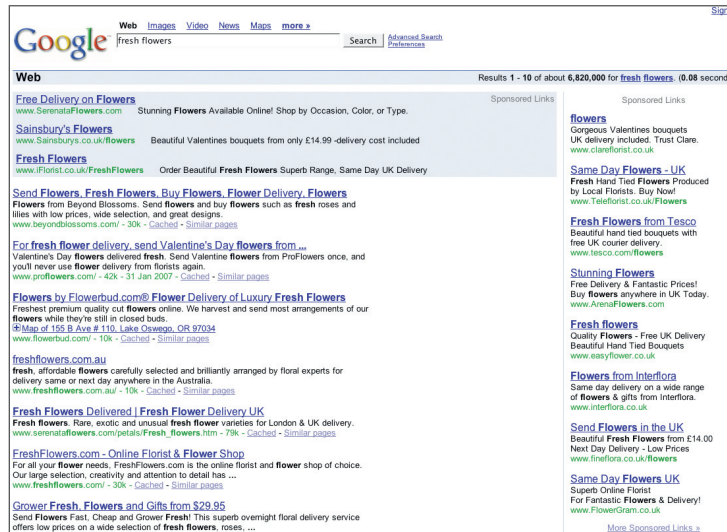 Sign
Web Images Video News Maps more »
Google
fresh flowers
Search
Advanced Search
Preferences
Web
Results 1 - 10 of about 6,820,000 for fresh flowers. (0.08 second
Free Delivery on Flowers
www.SerenataFlowers.com Stunning Flowers Available Online! Shop by Occasion, Color, or Type.
Sainsbury's Flowers
www.Sainsburys.co.uk/flowers Beautiful Valentines bouquets from only £14.99 -delivery cost included
Fresh Flowers
www.iFlorist.co.uk/FreshFlowers Order Beautiful Fresh Flowers Superb Range, Same Day UK Delivery
Sponsored Links
Send Flowers, Fresh Flowers, Buy Flowers, Flower Delivery, Flowers
Flowers from Beyond Blossoms. Send flowers and buy flowers such as fresh roses and
lilies with low prices, wide selection, and great designs.
www.beyondblossoms.com/ - 30k - Cached - Similar pages
For fresh flower delivery, send Valentine's Day flowers from ...
Valentine's Day flowers delivered fresh. Send Valentine flowers from ProFlowers once, and
you'll never use flower delivery from florists again.
www.proflowers.com/ - 42k - 31 Jan 2007 - Cached - Similar pages
Flowers by Flowerbud.com® Flower Delivery of Luxury Fresh Flowers
Freshest premium quality cut flowers online. We harvest and send most arrangements of our
flowers while they're still in closed buds.
Map of 155 B Ave # 110, Lake Oswego, OR 97034
www.flowerbud.com/ - 10k - Cached - Similar pages
freshflowers.com.au
fresh, affordable flowers carefully selected and brilliantly arranged by floral experts for
delivery same or next day anywhere in the Australia.
www.freshflowers.com.au/ - 10k - Cached - Similar pages
Fresh Flowers Delivered | Fresh Flower Delivery UK
Fresh flowers. Rare, exotic and unusual fresh flower varieties for London & UK delivery.
www.serenataflowers.com/petals/Fresh_flowers.htm - 79k - Cached - Similar pages
FreshFlowers.com - Online Florist & Flower Shop
For all your flower needs, FreshFlowers.com is the online florist and flower shop of choice.
Our large selection, creativity and attention to detail has ...
www.freshflowers.com/ - 30k - Cached - Similar pages
Grower Fresh, Flowers and Gifts from $29.95
Send Flowers Fast, Cheap and Grower Fresh! This superb overnight floral delivery service
offers low prices on a wide selection of fresh flowers, roses, ...
Sponsored Links
flowers
Gorgeous Valentines bouquets
UK delivery included. Trust Clare.
www.clareflorist.co.uk
Same Day Flowers - UK
Fresh Hand Tied Flowers Produced
by Local Florists. Buy Now!
www.Teleflorist.co.uk/Flowers
Fresh Flowers from Tesco
Beautiful hand tied bouquets with
free UK courier delivery.
www.tesco.com/flowers
Stunning Flowers
Free Delivery & Fantastic Prices!
Buy flowers anywhere in UK Today.
www.ArenaFlowers.com
Fresh flowers
Quality Flowers - Free UK Delivery
Beautiful Hand Tied Bouquets
www.easyflower.co.uk
Flowers from Interflora
Same day delivery on a wide range
of flowers & gifts from Interflora.
www.interflora.co.uk
Send Flowers in the UK
Beautiful Fresh Flowers from £14.00
Next Day Delivery - Low Prices
www.fineflora.co.uk/flowers
Same Day Flowers UK
Superb Online Florist
For Fantastic Flowers & Delivery!
www.FlowerGram.co.uk
More Sponsored Links »